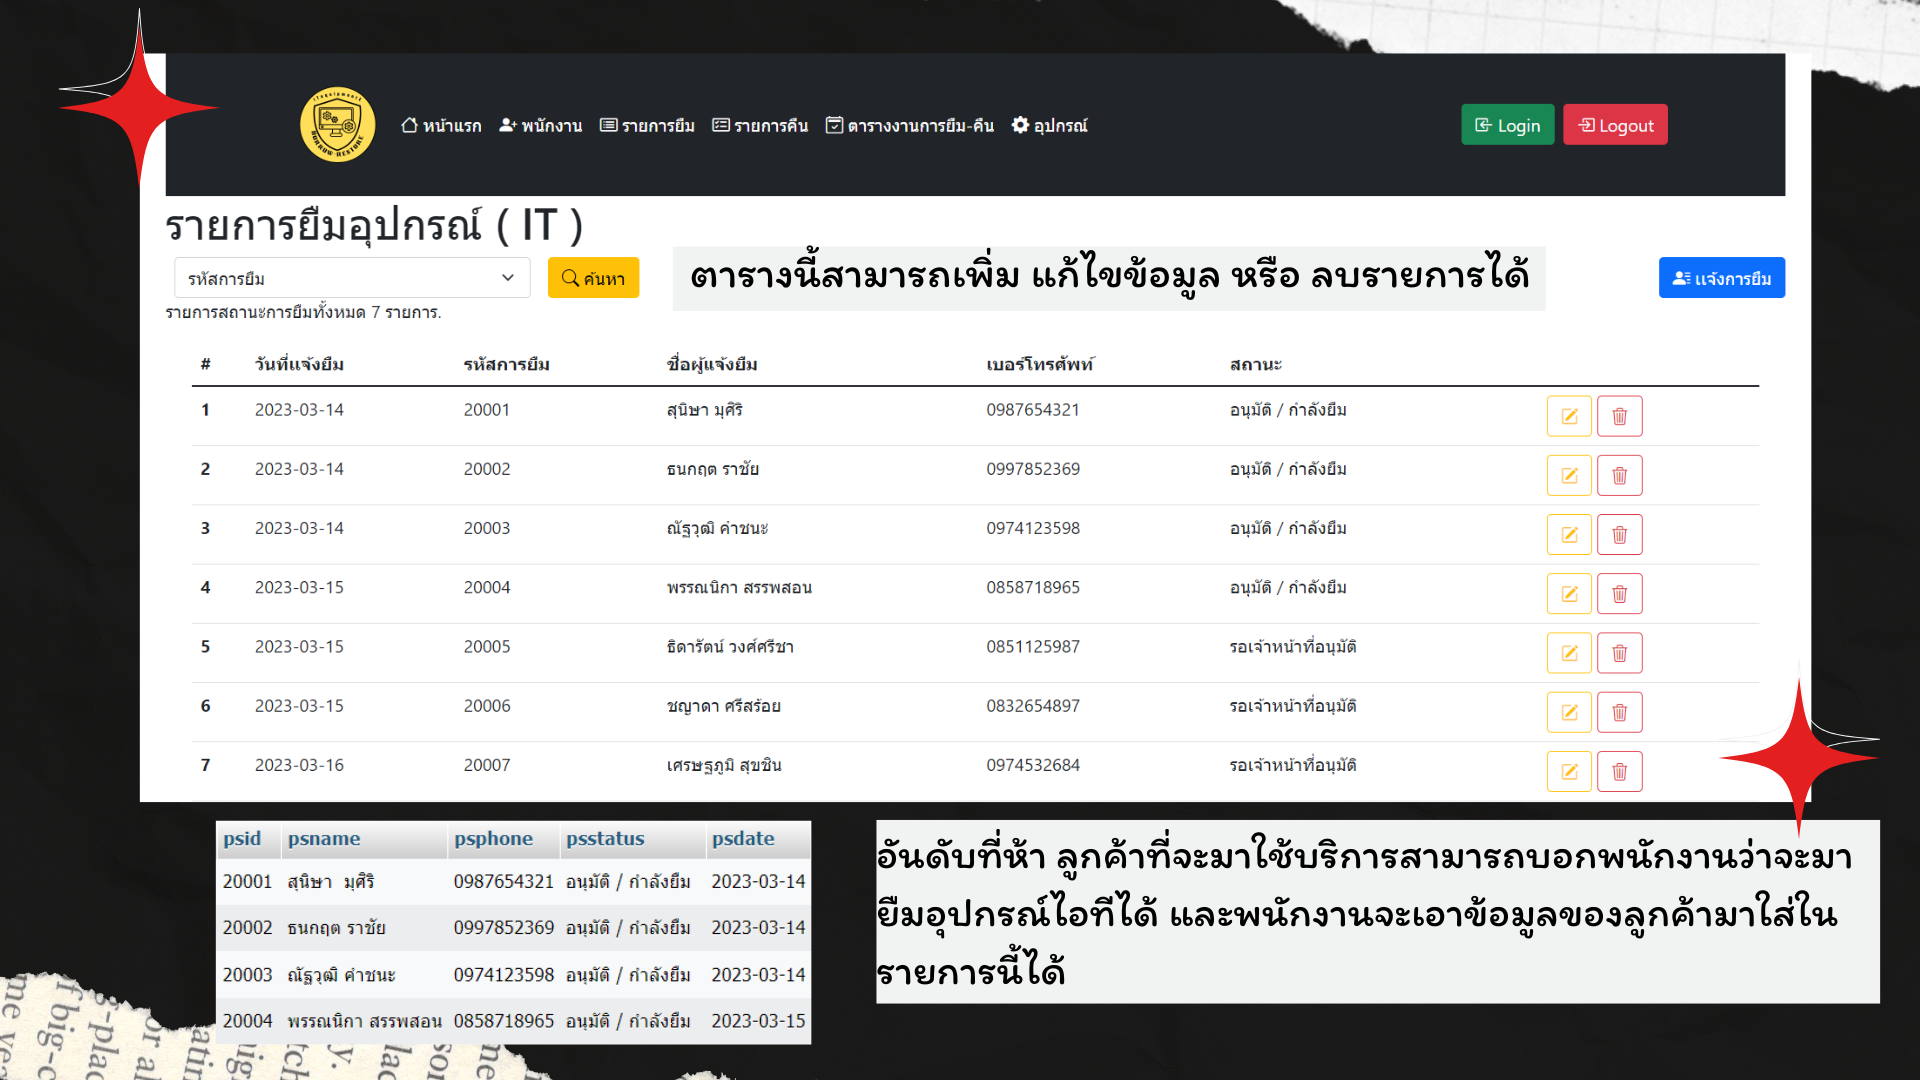 ITequipment
BORROW RESTORE
หน้าแรก พนักงาน รายการยืม รายการคืน ตารางงานการยืม-คืน อุปกรณ์ Login Logout
รายการยืมอุปกรณ์ ( IT )
รหัสการยืม ค้นหา ตารางนี้สามารถเพิ่ม แก้ไขข้อมูล หรือ ลบรายการได้ แจ้งการยืม
รายการสถานะการยืมทั้งหมด 7 รายการ.
# วันที่แจ้งยืม รหัสการยืม ชื่อผู้แจ้งยืม เบอร์โทรศัพท์ สถานะ
1 2023-03-14 20001 สุนิษา มุศิริ 0987654321 อนุมัติ / กำลังยืม
2 2023-03-14 20002 ธนกฤต ราชัย 0997852369 อนุมัติ / กำลังยืม
3 2023-03-14 20003 ณัฐวุฒิ คำชนะ 0974123598 อนุมัติ / กำลังยืม
4 2023-03-15 20004 พรรณนิกา สรรพสอน 0858718965 อนุมัติ / กำลังยืม
5 2023-03-15 20005 ธิดารัตน์ วงศ์ศรีชา 0851125987 รอเจ้าหน้าที่อนุมัติ
6 2023-03-15 20006 ชญาดา ศรีสร้อย 0832654897 รอเจ้าหน้าที่อนุมัติ
7 2023-03-16 20007 เศรษฐภูมิ สุขชิน 0974532684 รอเจ้าหน้าที่อนุมัติ
psid psname psphone psstatus psdate
20001 สุนิษา มุศิริ 0987654321 อนุมัติ / กำลังยืม 2023-03-14
20002 ธนกฤต ราชัย 0997852369 อนุมัติ / กำลังยืม 2023-03-14
20003 ณัฐวุฒิ คำชนะ 0974123598 อนุมัติ / กำลังยืม 2023-03-14
20004 พรรณนิกา สรรพสอน 0858718965 อนุมัติ / กำลังยืม 2023-03-15
อันดับที่ห้า ลูกค้าที่จะมาใช้บริการสามารถบอกพนักงานว่าจะมา
ยืมอุปกรณ์ไอทีได้ และพนักงานจะเอาข้อมูลของลูกค้ามาใส่ใน
รายการนี้ได้